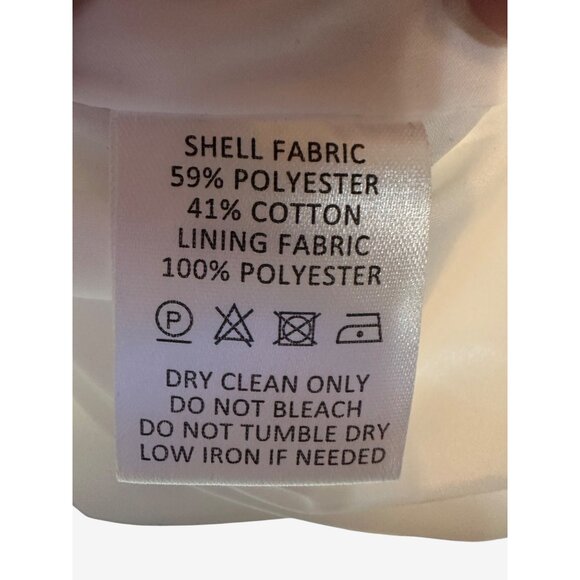 SHELL FABRIC
59% POLYESTER
41% COTTON
LINING FABRIC
100% POLYESTER
P
DRY CLEAN ONLY
DO NOT BLEACH
DO NOT TUMBLE DRY
LOW IRON IF NEEDED